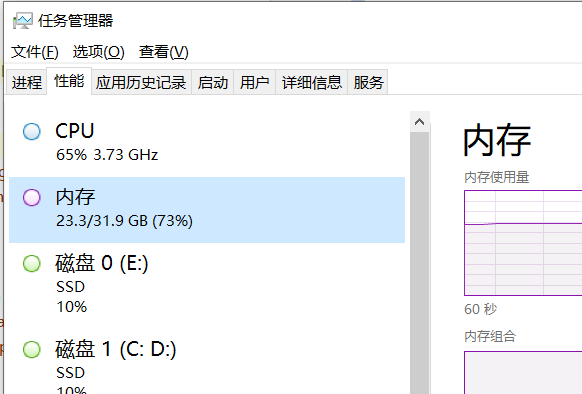 任务管理器
文件(F) 选项(O) 查看(V)
进程 性能 应用历史记录 启动 用户 详细信息 服务
CPU
65% 3.73 GHz
内存
23.3/31.9 GB (73%)
磁盘 0 (E:)
SSD
10%
磁盘 1 (C: D:)
SSD
10%
内存
内存使用量
60 秒
内存组合